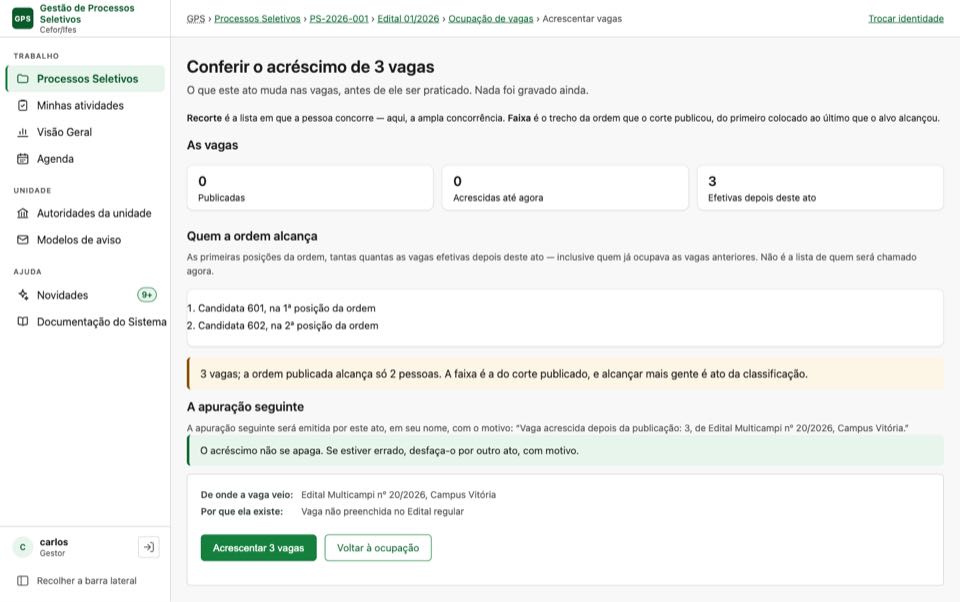 GPS
Gestão de Processos
Seletivos
Cefor/Ifes
GPS › Processos Seletivos › PS-2026-001 › Edital 01/2026 › Ocupação de vagas › Acrescentar vagas
Trocar identidade
TRABALHO
Processos Seletivos
Minhas atividades
Visão Geral
Agenda
UNIDADE
Autoridades da unidade
Modelos de aviso
AJUDA
Novidades
9+
Documentação do Sistema
Conferir o acréscimo de 3 vagas
O que este ato muda nas vagas, antes de ele ser praticado. Nada foi gravado ainda.
Recorte é a lista em que a pessoa concorre — aqui, a ampla concorrência. Faixa é o trecho da ordem que o corte publicou, do primeiro colocado ao último que o alvo alcançou.
As vagas
0
Publicadas
0
Acrescidas até agora
3
Efetivas depois deste ato
Quem a ordem alcança
As primeiras posições da ordem, tantas quantas as vagas efetivas depois deste ato — inclusive quem já ocupava as vagas anteriores. Não é a lista de quem será chamado
agora.
1. Candidata 601, na 1ª posição da ordem
2. Candidata 602, na 2ª posição da ordem
3 vagas; a ordem publicada alcança só 2 pessoas. A faixa é a do corte publicado, e alcançar mais gente é ato da classificação.
A apuração seguinte
A apuração seguinte será emitida por este ato, em seu nome, com o motivo: “Vaga acrescida depois da publicação: 3, de Edital Multicampi nº 20/2026, Campus Vitória.”
O acréscimo não se apaga. Se estiver errado, desfaça-o por outro ato, com motivo.
De onde a vaga veio: Edital Multicampi nº 20/2026, Campus Vitória
Por que ela existe: Vaga não preenchida no Edital regular
Acrescentar 3 vagas
Voltar à ocupação
C
carlos
Gestor
Recolher a barra lateral